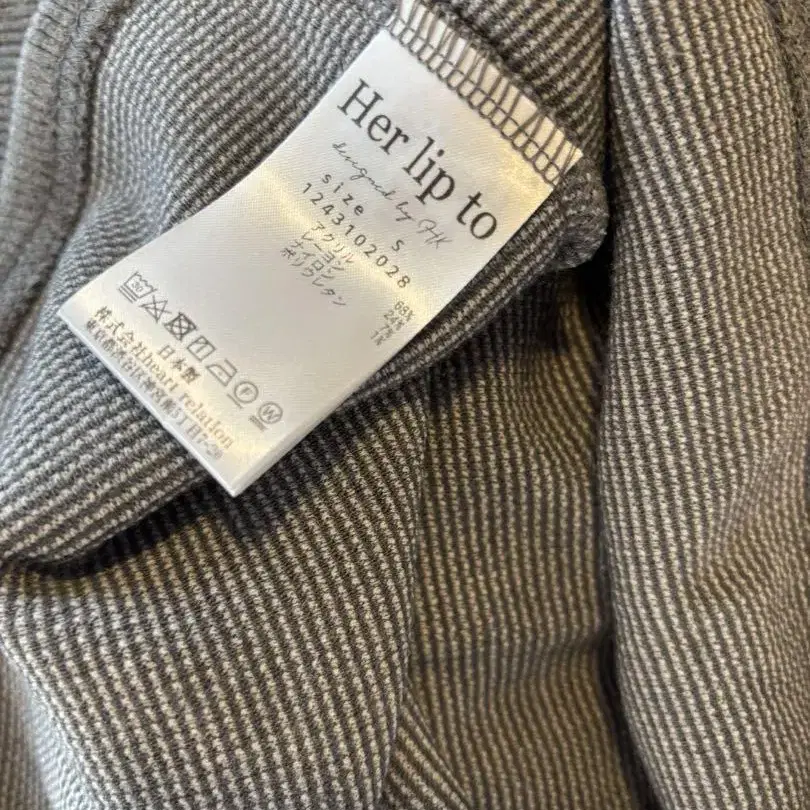 Her lip to
designed by HK
size S
1243102028
アクリル 68%
レーヨン 24%
ナイロン 7%
ポリウレタン 1%
30
F W
日本製
株式会社heart relation